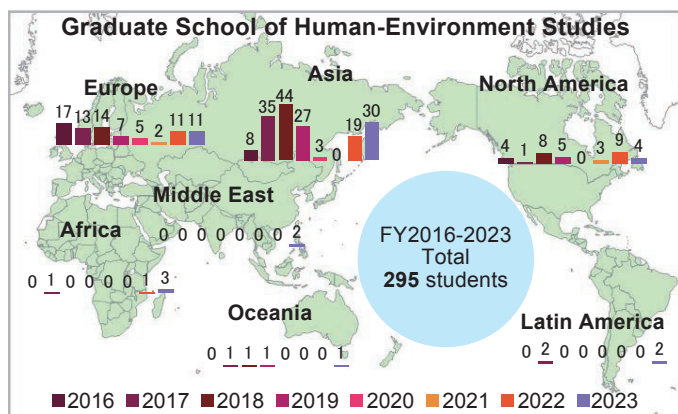 Graduate School of Human-Environment Studies
Europe
17 13 14 7 5 2 11 11
Asia
8 35 44 27 3 0 19 30
North America
4 1 8 5 0 3 9 4
Middle East
0 0 0 0 0 0 0 2
Africa
0 1 0 0 0 0 1 3
FY2016-2023
Total
295 students
Oceania
0 1 1 1 0 0 0 1
Latin America
0 2 0 0 0 0 0 2
2016 2017 2018 2019 2020 2021 2022 2023